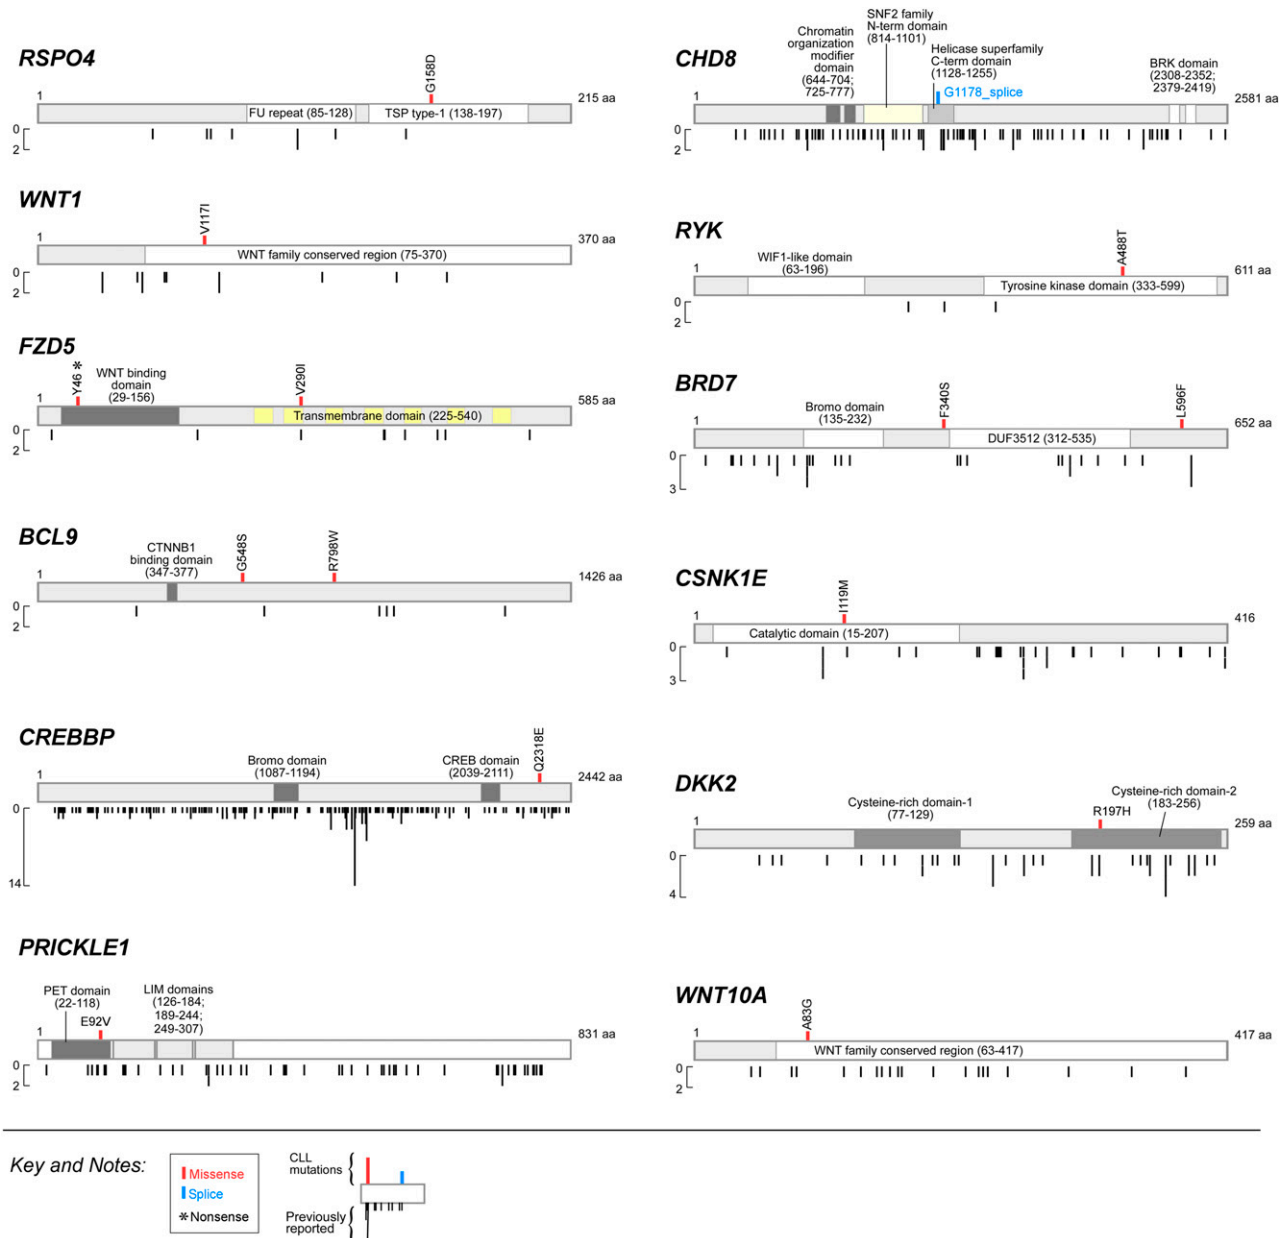 RSPO4
G158D
1
215 aa
FU repeat (85-128)
TSP type-1 (138-197)
0
2
WNT1
V117I
1
370 aa
WNT family conserved region (75-370)
0
2
FZD5
Y46 *
WNT binding
domain
(29-156)
V290I
1
585 aa
Transmembrane domain (225-540)
0
2
BCL9
CTNNB1
binding domain
(347-377)
G548S
R798W
1
1426 aa
0
2
CREBBP
Bromo domain
(1087-1194)
CREB domain
(2039-2111)
Q2318E
1
2442 aa
0
14
PRICKLE1
PET domain
(22-118)
E92V
LIM domains
(126-184;
189-244;
249-307)
1
831 aa
0
2
CHD8
Chromatin
organization
modifier
domain
(644-704;
725-777)
SNF2 family
N-term domain
(814-1101)
Helicase superfamily
C-term domain
(1128-1255)
G1178_splice
BRK domain
(2308-2352;
2379-2419)
1
2581 aa
0
2
RYK
WIF1-like domain
(63-196)
A488T
1
611 aa
Tyrosine kinase domain (333-599)
0
2
BRD7
Bromo domain
(135-232)
F340S
L596F
1
652 aa
DUF3512 (312-535)
0
3
CSNK1E
I119M
1
416
Catalytic domain (15-207)
0
3
DKK2
Cysteine-rich domain-1
(77-129)
R197H
Cysteine-rich domain-2
(183-256)
1
259 aa
0
4
WNT10A
A83G
1
417 aa
WNT family conserved region (63-417)
0
2
Key and Notes:
Missense
Splice
* Nonsense
CLL
mutations
Previously
reported